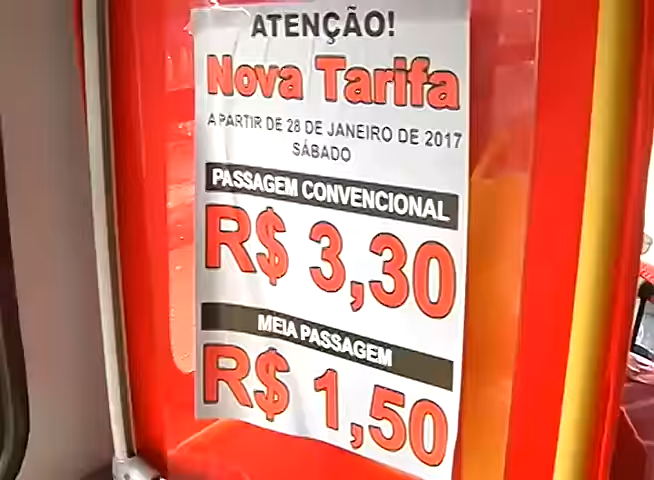 ATENÇÃO!
Nova Tarifa
A PARTIR DE 28 DE JANEIRO DE 2017
SÁBADO
PASSAGEM CONVENCIONAL
R$ 3,30
MEIA PASSAGEM
R$ 1,50